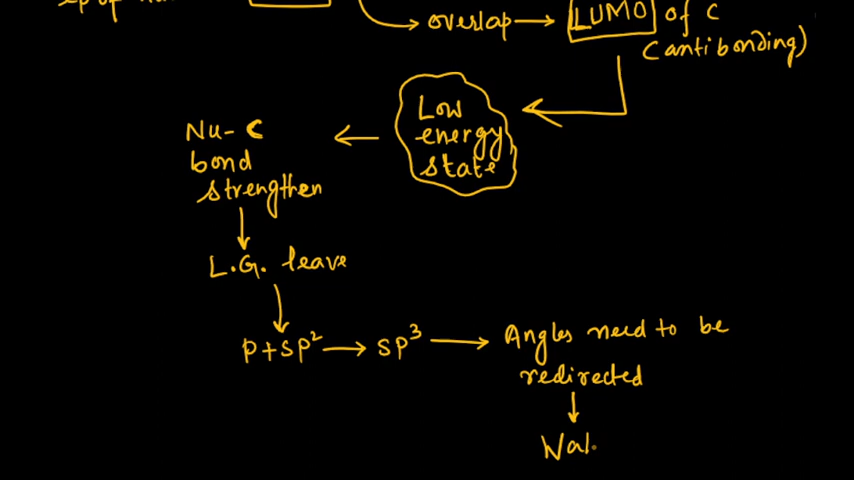 overlap → LUMO of C
(antibonding)
Low
energy
state
←
Nu-C
bond
strengthen
L.G. leave
P+SP² → SP³ → Angles need to be
redirected
Wal